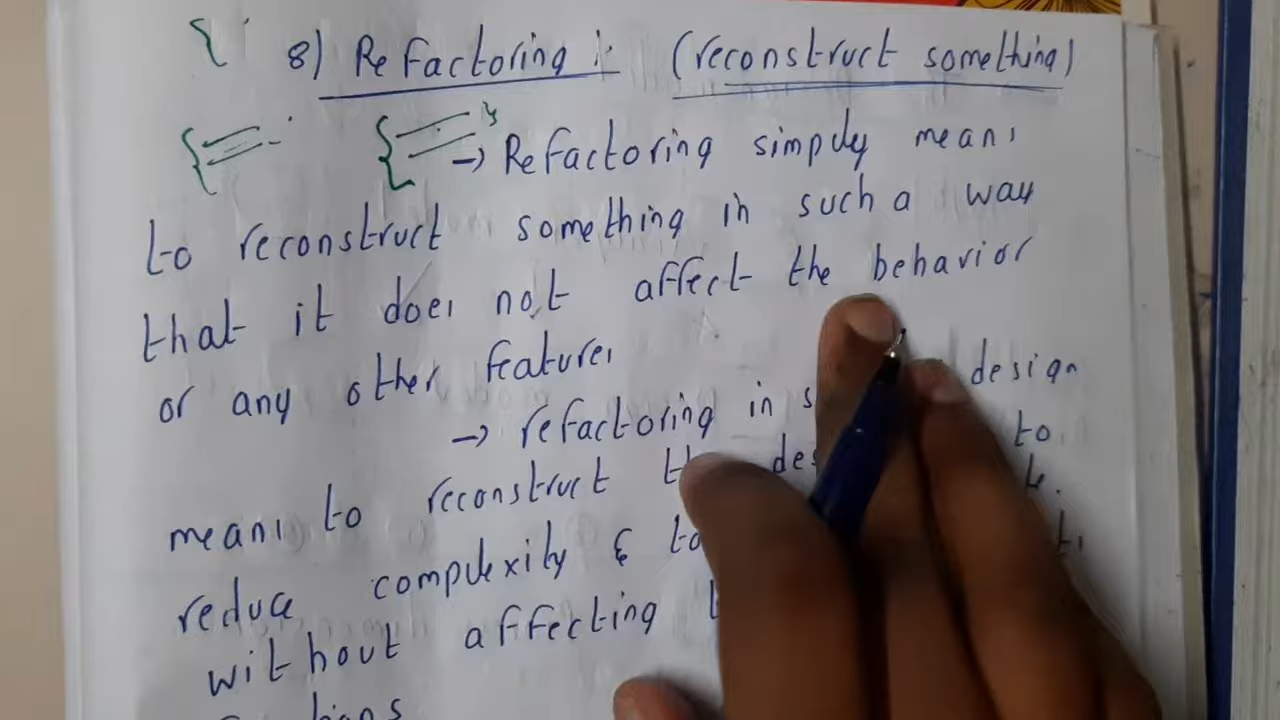 8) Refactoring :- (reconstruct something)
→ Refactoring simply means
to reconstruct something in such a way
that it does not affect the behavior
or any other features
→ refactoring in design
means to reconstruct to
reduce complexity &
without affecting